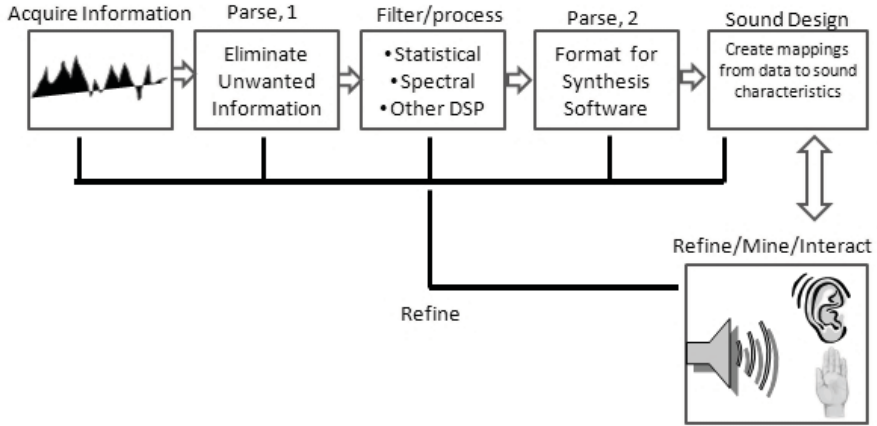 Acquire Information
Parse, 1
Eliminate
Unwanted
Information
Filter/process
•Statistical
•Spectral
•Other DSP
Parse, 2
Format for
Synthesis
Software
Sound Design
Create mappings
from data to sound
characteristics
Refine/Mine/Interact
Refine